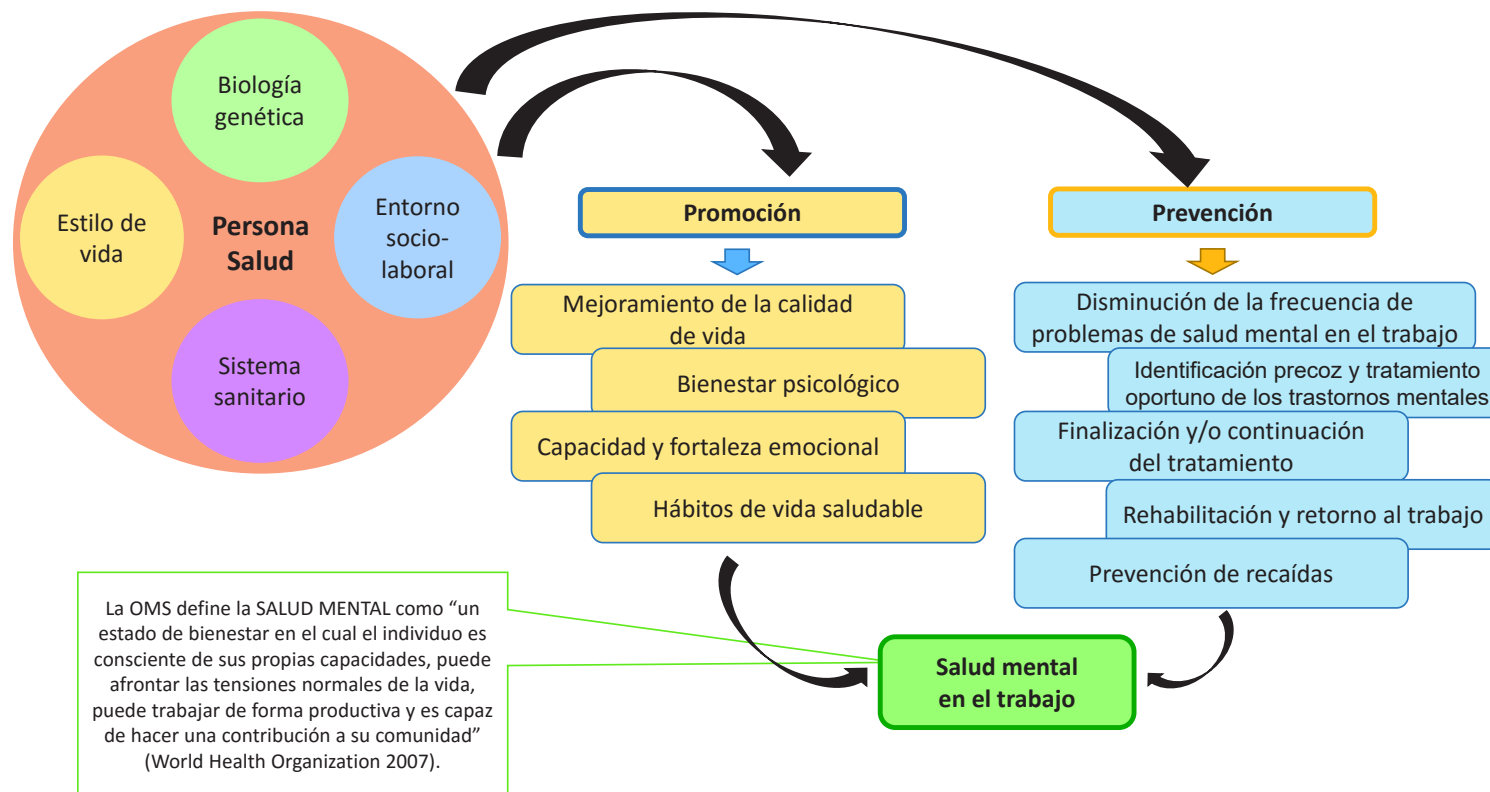 Biología
genética
Estilo de
vida
Persona
Salud
Entorno
socio-
laboral
Sistema
sanitario
Promoción
Mejoramiento de la calidad
de vida
Bienestar psicológico
Capacidad y fortaleza emocional
Hábitos de vida saludable
Prevención
Disminución de la frecuencia de
problemas de salud mental en el trabajo
Identificación precoz y tratamiento
oportuno de los trastornos mentales
Finalización y/o continuación
del tratamiento
Rehabilitación y retorno al trabajo
Prevención de recaídas
La OMS define la SALUD MENTAL como “un
estado de bienestar en el cual el individuo es
consciente de sus propias capacidades, puede
afrontar las tensiones normales de la vida,
puede trabajar de forma productiva y es capaz
de hacer una contribución a su comunidad”
(World Health Organization 2007).
Salud mental
en el trabajo